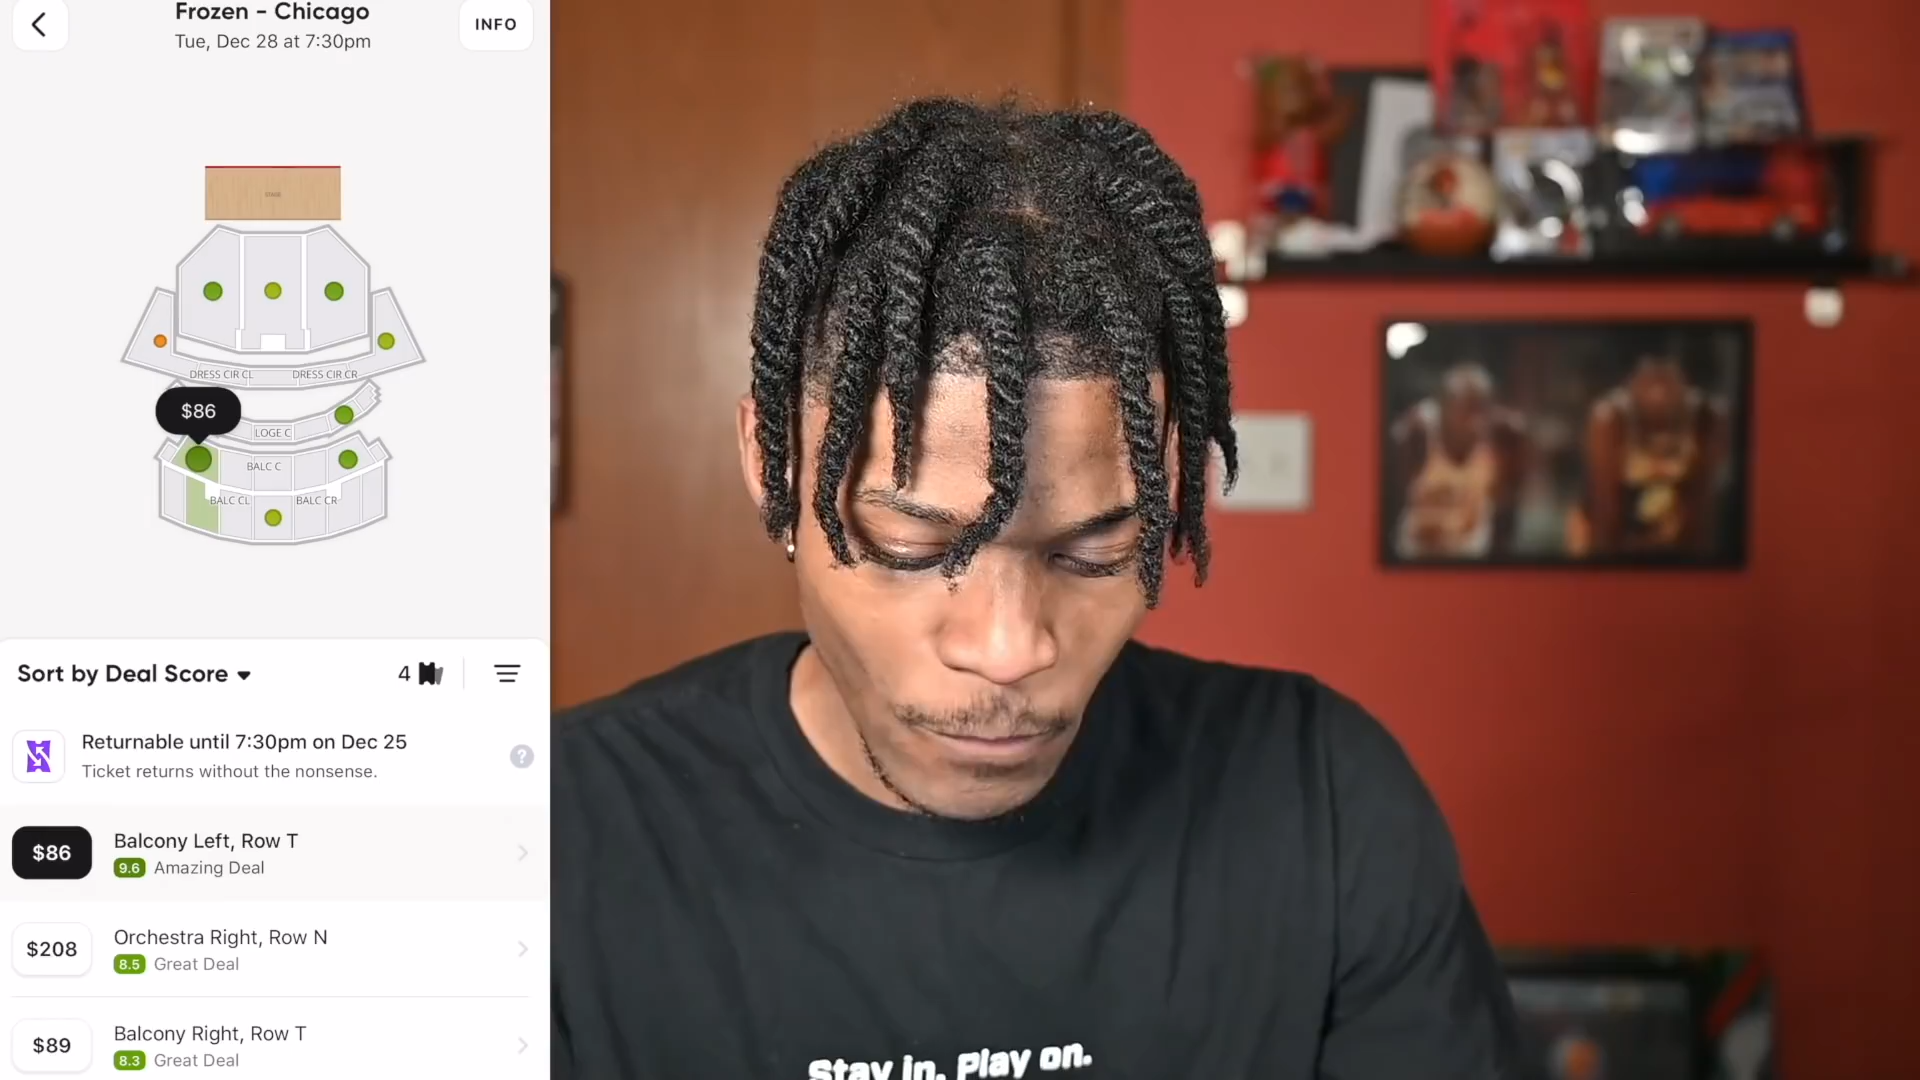 Frozen - Chicago
Tue, Dec 28 at 7:30pm
INFO
STAGE
DRESS CIR CL
DRESS CIR CR
$86
LOGE C
BALC C
BALC CL
BALC CR
Sort by Deal Score
4
Returnable until 7:30pm on Dec 25
?
Ticket returns without the nonsense.
$86
Balcony Left, Row T
9.6 Amazing Deal
$208
Orchestra Right, Row N
8.5 Great Deal
$89
Balcony Right, Row T
8.3 Great Deal
Stay in. Play on.